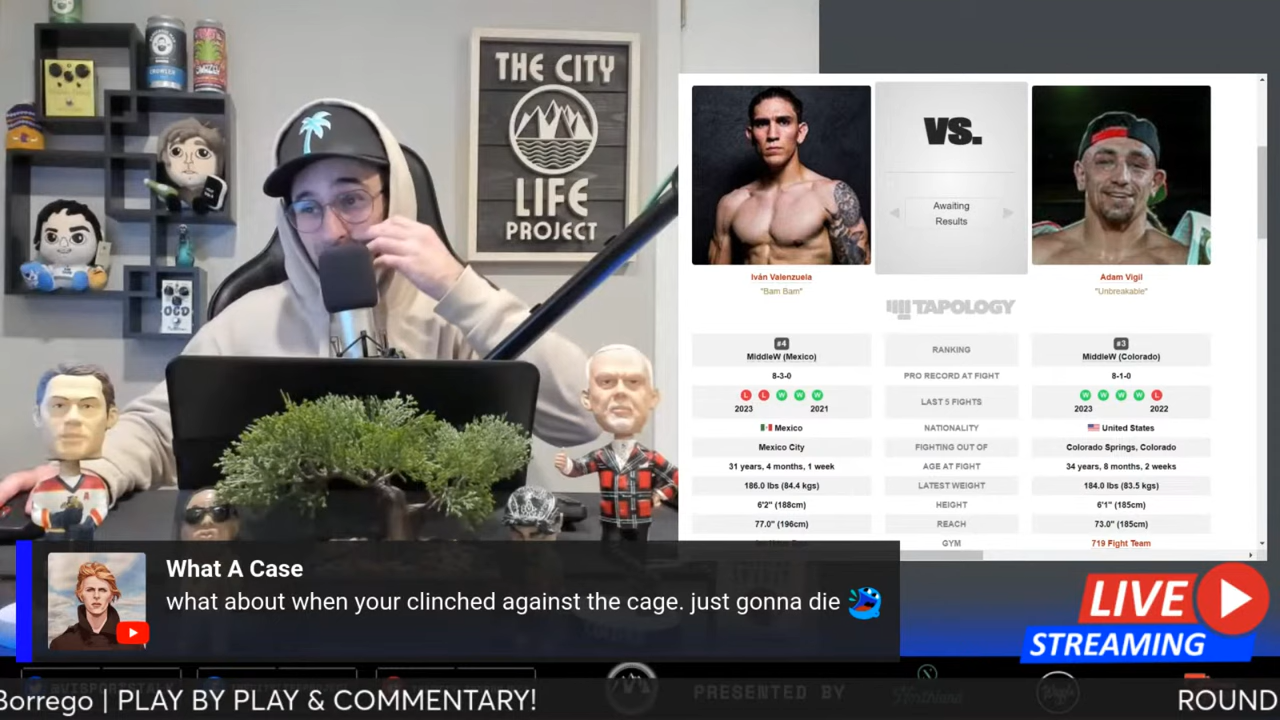 THE CITY
LIFE
PROJECT
OCD
VS.
Awaiting
Results
Iván Valenzuela
"Bam Bam"
Adam Vigil
"Unbreakable"
TAPOLOGY
#4
MiddleW (Mexico)
RANKING
#3
MiddleW (Colorado)
8-3-0
PRO RECORD AT FIGHT
8-1-0
L L W W W
2023 2021
LAST 5 FIGHTS
W W W W L
2023 2022
Mexico
NATIONALITY
United States
Mexico City
FIGHTING OUT OF
Colorado Springs, Colorado
31 years, 4 months, 1 week
AGE AT FIGHT
34 years, 8 months, 2 weeks
186.0 lbs (84.4 kgs)
LATEST WEIGHT
184.0 lbs (83.5 kgs)
6'2" (188cm)
HEIGHT
6'1" (185cm)
77.0" (196cm)
REACH
73.0" (185cm)
GYM
719 Fight Team
What A Case
what about when your clinched against the cage. just gonna die
LIVE
STREAMING
PRESENTED BY
Northland
Borrego | PLAY BY PLAY & COMMENTARY!
ROUND